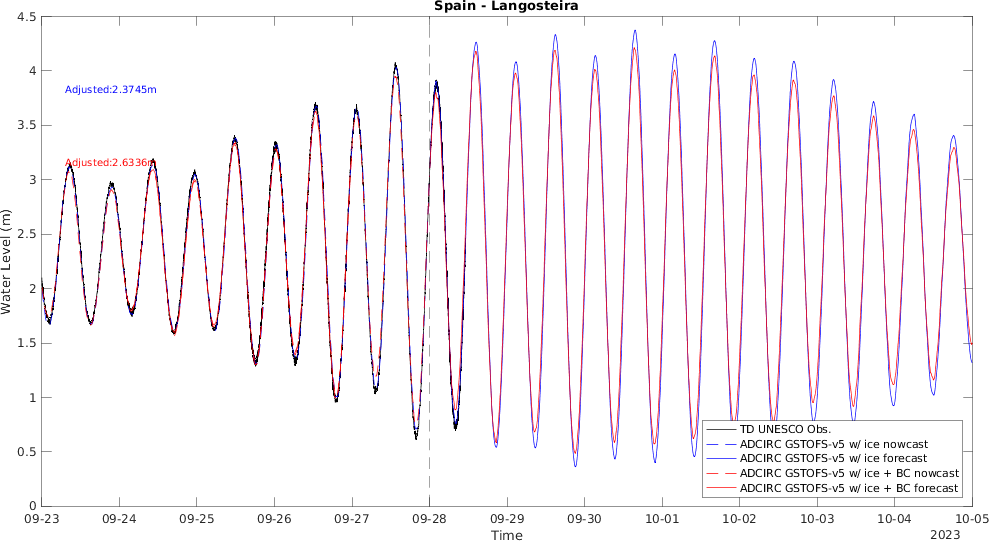 Spain - Langosteira
4.5
4
3.5
3
2.5
2
1.5
1
0.5
0
Water Level (m)
Adjusted:2.3745m
Adjusted:2.6336m
TD UNESCO Obs.
ADCIRC GSTOFS-v5 w/ ice nowcast
ADCIRC GSTOFS-v5 w/ ice forecast
ADCIRC GSTOFS-v5 w/ ice + BC nowcast
ADCIRC GSTOFS-v5 w/ ice + BC forecast
09-23 09-24 09-25 09-26 09-27 09-28 09-29 09-30 10-01 10-02 10-03 10-04 10-05
Time
2023